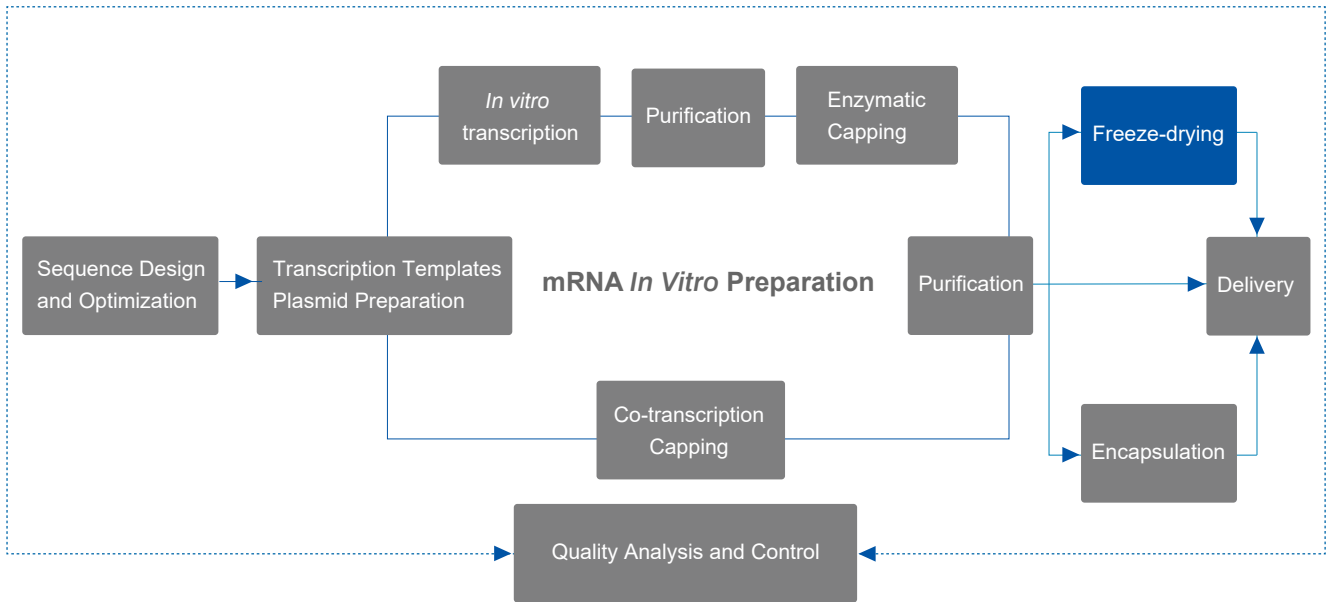 In vitro
transcription
Purification
Enzymatic
Capping
Freeze-drying
Sequence Design
and Optimization
Transcription Templates
Plasmid Preparation
mRNA In Vitro Preparation
Purification
Delivery
Co-transcription
Capping
Encapsulation
Quality Analysis and Control